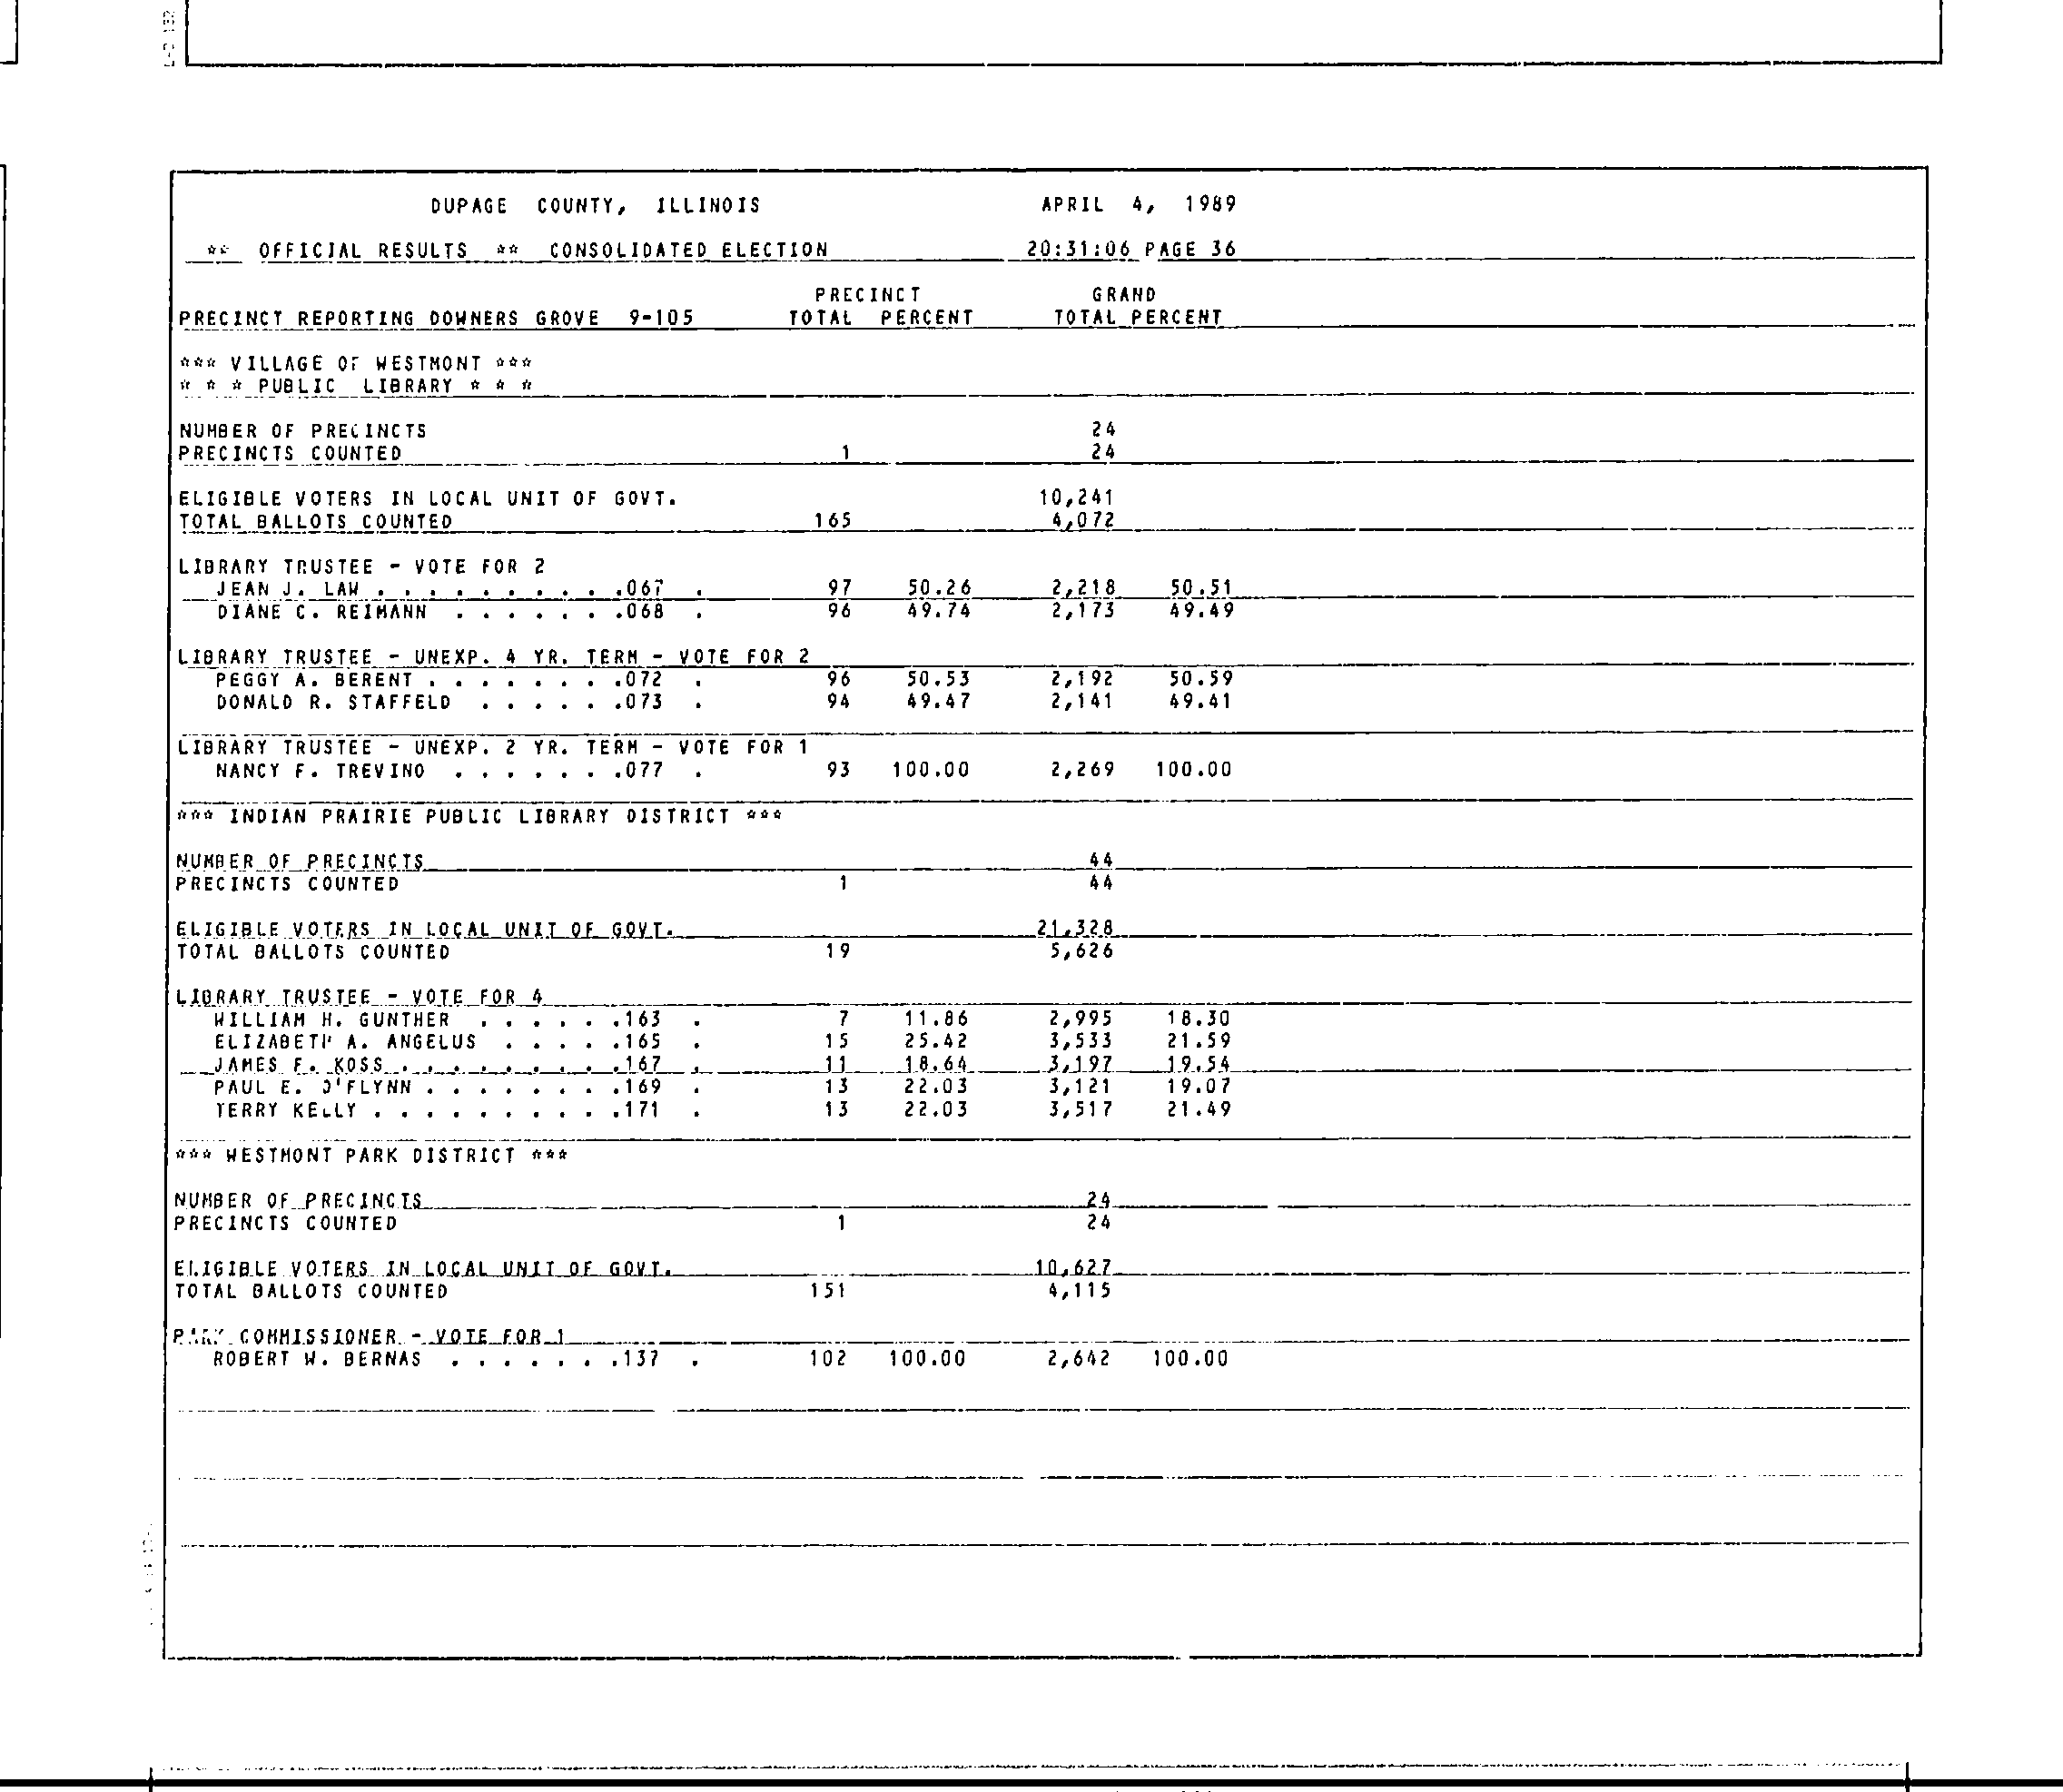 DUPAGE COUNTY, ILLINOIS APRIL 4, 1989
** OFFICIAL RESULTS ** CONSOLIDATED ELECTION 20:31:06 PAGE 36
PRECINCT GRAND
PRECINCT REPORTING DOWNERS GROVE 9-105 TOTAL PERCENT TOTAL PERCENT
*** VILLAGE OF WESTMONT ***
* * * PUBLIC LIBRARY * * *
NUMBER OF PRECINCTS 24
PRECINCTS COUNTED 1 24
ELIGIBLE VOTERS IN LOCAL UNIT OF GOVT. 10,241
TOTAL BALLOTS COUNTED 165 4,072
LIBRARY TRUSTEE - VOTE FOR 2
JEAN J. LAW . . . . . . . . . .067 . 97 50.26 2,218 50.51
DIANE C. REIMANN . . . . . . .068 . 96 49.74 2,173 49.49
LIBRARY TRUSTEE - UNEXP. 4 YR. TERM - VOTE FOR 2
PEGGY A. BERENT . . . . . . . .072 . 96 50.53 2,192 50.59
DONALD R. STAFFELD . . . . . .073 . 94 49.47 2,141 49.41
LIBRARY TRUSTEE - UNEXP. 2 YR. TERM - VOTE FOR 1
NANCY F. TREVINO . . . . . . .077 . 93 100.00 2,269 100.00
*** INDIAN PRAIRIE PUBLIC LIBRARY DISTRICT ***
NUMBER OF PRECINCTS 44
PRECINCTS COUNTED 1 44
ELIGIBLE VOTERS IN LOCAL UNIT OF GOVT. 21,328
TOTAL BALLOTS COUNTED 19 5,626
LIBRARY TRUSTEE - VOTE FOR 4
WILLIAM H. GUNTHER . . . . . .163 . 7 11.86 2,995 18.30
ELIZABETH A. ANGELUS . . . . .165 . 15 25.42 3,533 21.59
JAMES F. KOSS . . . . . . . . .167 . 11 18.64 3,197 19.54
PAUL E. O'FLYNN . . . . . . . .169 . 13 22.03 3,121 19.07
TERRY KELLY . . . . . . . . . .171 . 13 22.03 3,517 21.49
*** WESTMONT PARK DISTRICT ***
NUMBER OF PRECINCTS 24
PRECINCTS COUNTED 1 24
ELIGIBLE VOTERS IN LOCAL UNIT OF GOVT. 10,627
TOTAL BALLOTS COUNTED 151 4,115
PARK COMMISSIONER - VOTE FOR 1
ROBERT W. BERNAS . . . . . . .137 . 102 100.00 2,642 100.00